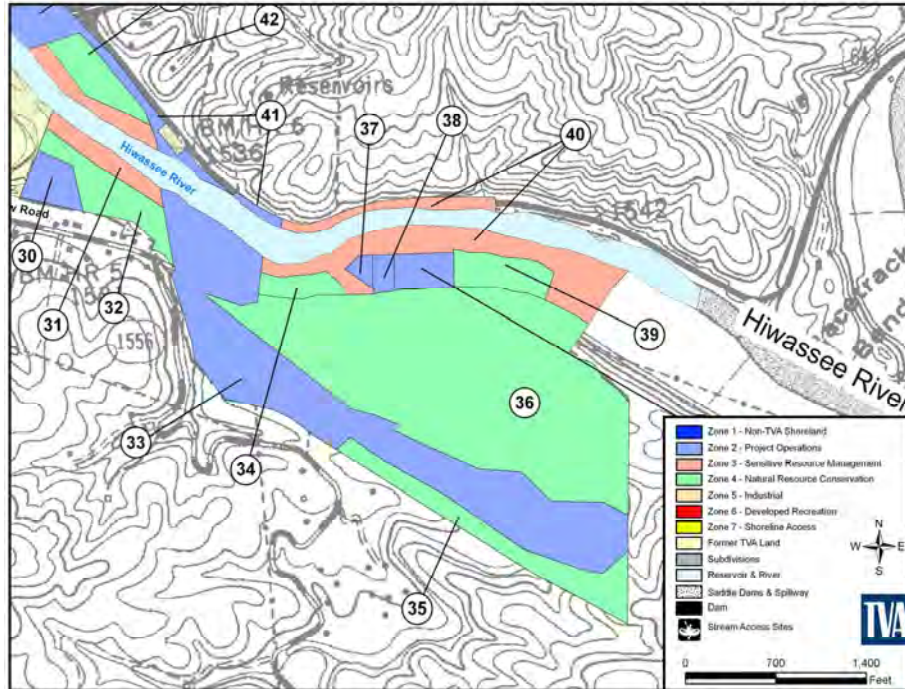 42
41
37
38
40
Reservoirs
Hiwassee River
1542
30
BM
1556
31
32
39
Hiwassee River
36
33
34
35
Zone 1 - Non-TVA Shoreland
Zone 2 - Project Operations
Zone 3 - Sensitive Resource Management
Zone 4 - Natural Resource Conservation
Zone 5 - Industrial
Zone 6 - Developed Recreation
Zone 7 - Shoreline Access
Former TVA Land
Subdivisions
Reservoir & River
Saddle Dams & Spillway
Dam
Stream Access Sites
N
W E
S
TVA
0 700 1,400
Feet